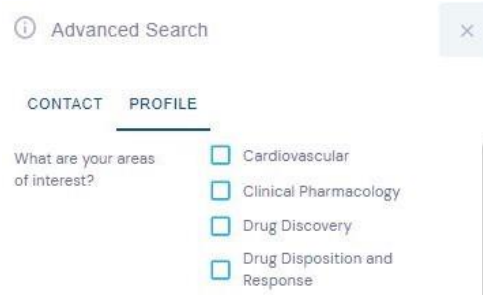 Advanced Search
CONTACT PROFILE
What are your areas
of interest?
Cardiovascular
Clinical Pharmacology
Drug Discovery
Drug Disposition and
Response